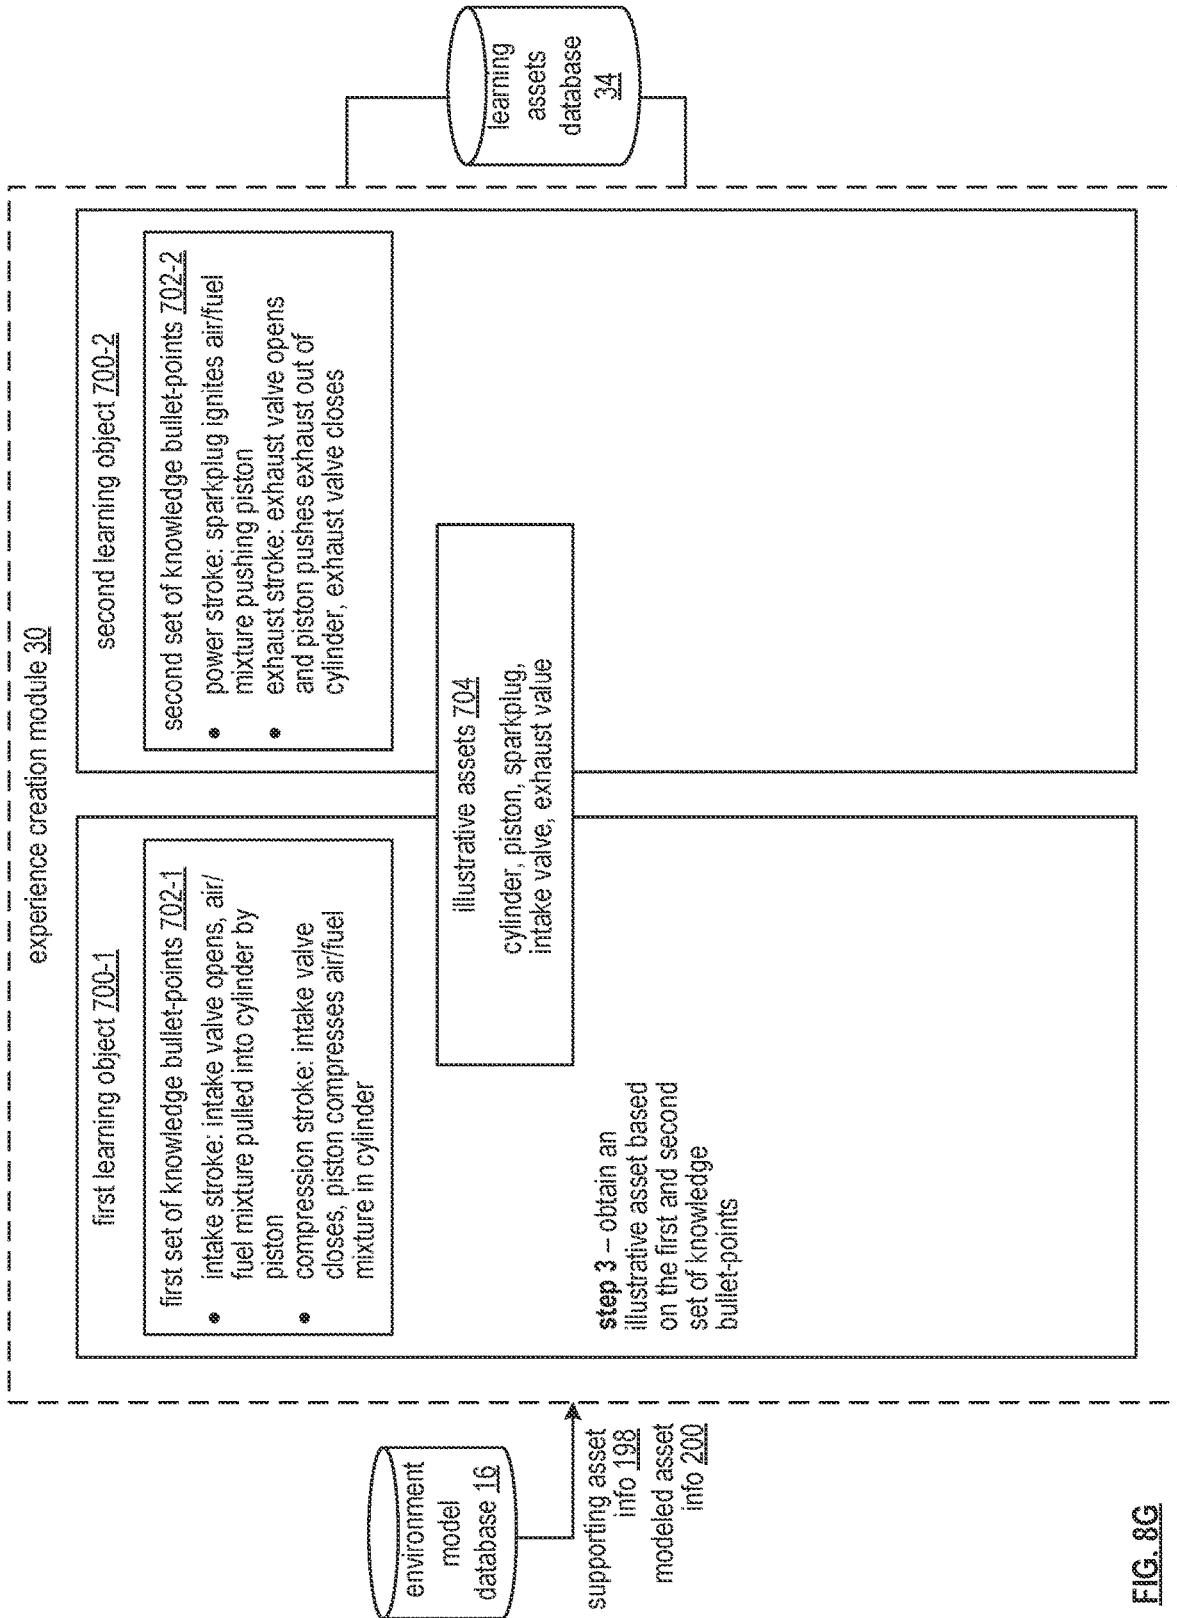 experience creation module 30
first learning object 700-1
first set of knowledge bullet-points 702-1
• intake stroke: intake valve opens, air/
fuel mixture pulled into cylinder by
piston
• compression stroke: intake valve
closes, piston compresses air/fuel
mixture in cylinder
second learning object 700-2
second set of knowledge bullet-points 702-2
• power stroke: sparkplug ignites air/fuel
mixture pushing piston
• exhaust stroke: exhaust valve opens
and piston pushes exhaust out of
cylinder, exhaust valve closes
illustrative assets 704
cylinder, piston, sparkplug,
intake valve, exhaust value
step 3 – obtain an
illustrative asset based
on the first and second
set of knowledge
bullet-points
environment
model
database 16
supporting asset
info 198
modeled asset
info 200
learning
assets
database
34
FIG. 8G